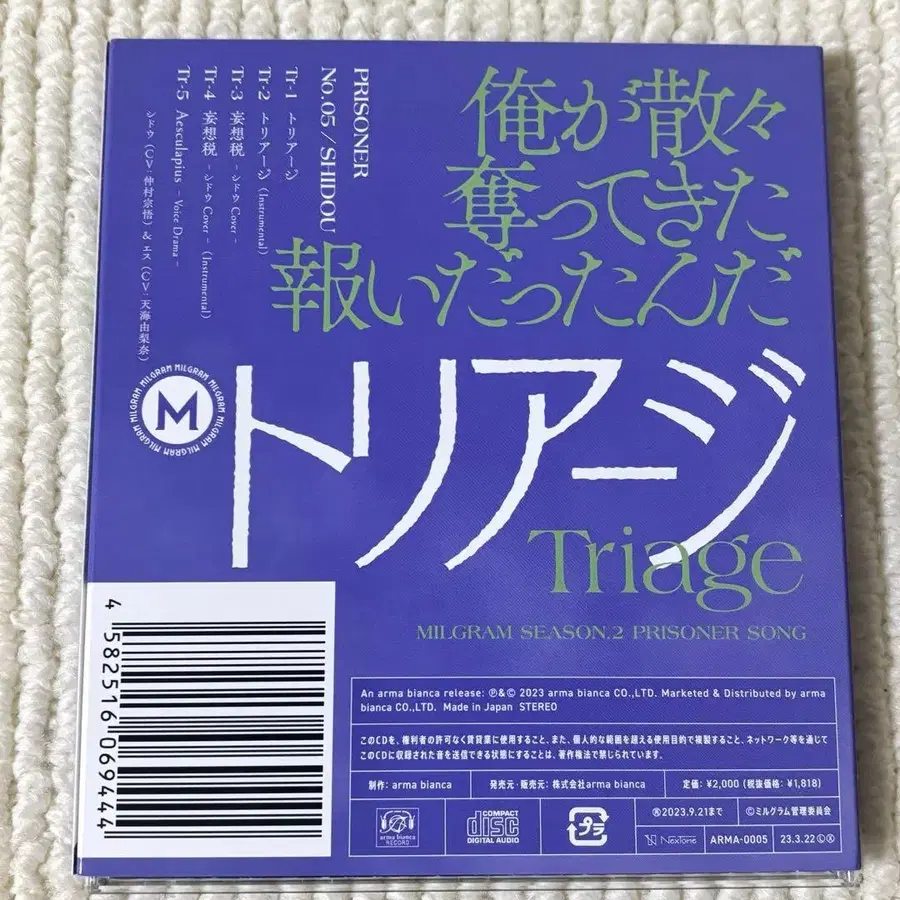 俺が散々
奪ってきた
報いだったんだ
PRISONER
No.05 / SHIDOU
Tr-1 トリアージ
Tr-2 トリアージ (Instrumental)
Tr-3 妄想税 - シドウ Cover -
Tr-4 妄想税 - シドウ Cover - (Instrumental)
Tr-5 Aesculapius - Voice Drama -
シドウ (CV: 仲村宗悟) & エス (CV: 天海由梨奈)
MILGRAM MILGRAM MILGRAM MILGRAM MILGRAM MILGRAM
M
トリアージ
Triage
MILGRAM SEASON.2 PRISONER SONG
4 582516 069444
An arma bianca release: ℗&© 2023 arma bianca CO.,LTD. Marketed & Distributed by arma
bianca CO.,LTD. Made in Japan STEREO
このCDを、権利者の許可なく賃貸業に使用すること、また、個人的な範囲を超える使用目的で複製すること、ネットワーク等を通じて
このCDに収録された音を送信できる状態にすることは、著作権法で禁じられています。
制作: arma bianca
発売元・販売元: 株式会社arma bianca
定価: ¥2,000 (税抜価格: ¥1,818)
arma bianca
RECORD
COMPACT
disc
DIGITAL AUDIO
プラ
Ⓡ2023.9.21まで
Ⓒミルグラム管理委員会
NexTone
ARMA-0005
23.3.22ⓁⓍ